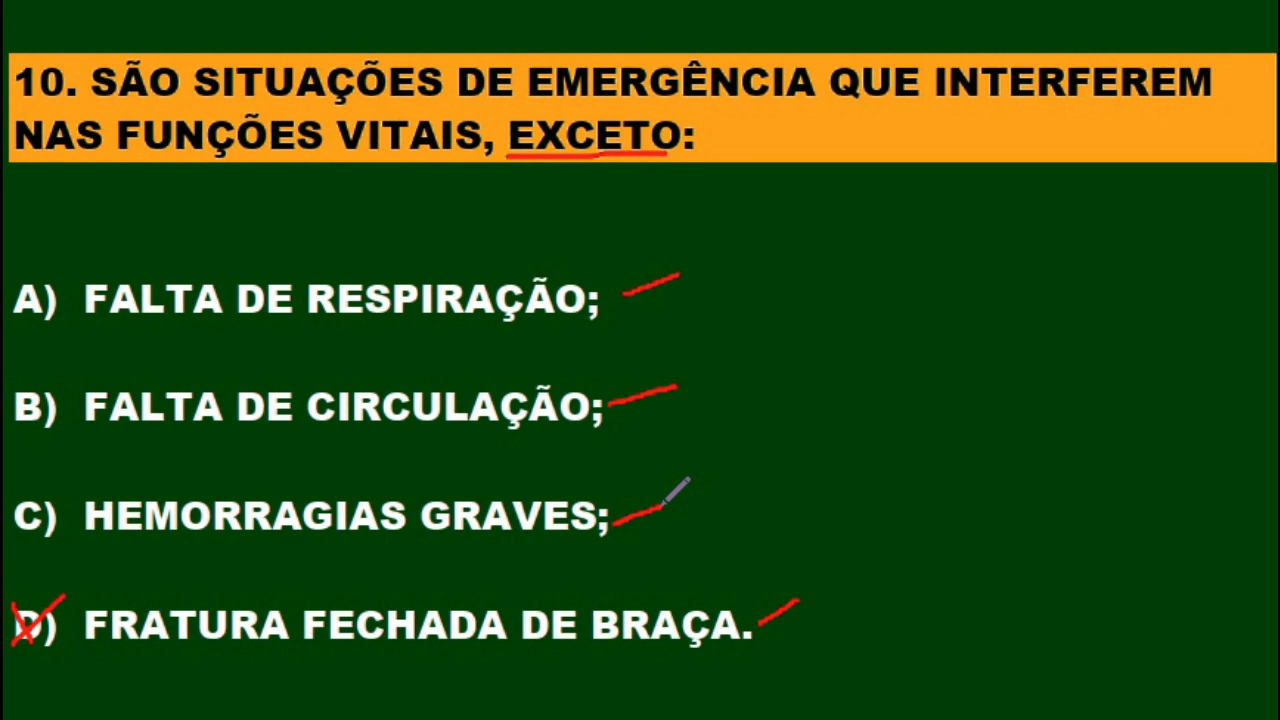 10. SÃO SITUAÇÕES DE EMERGÊNCIA QUE INTERFEREM
NAS FUNÇÕES VITAIS, EXCETO:
A) FALTA DE RESPIRAÇÃO;
B) FALTA DE CIRCULAÇÃO;
C) HEMORRAGIAS GRAVES;
D) FRATURA FECHADA DE BRAÇA.